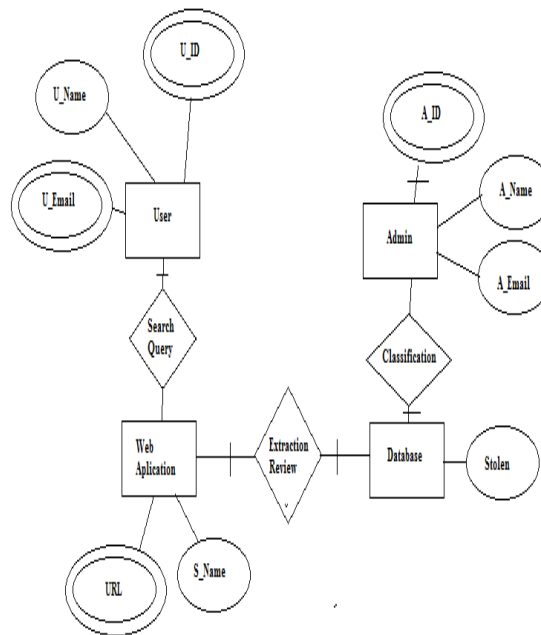 U_ID
U_Name
A_ID
U_Email
User
A_Name
Admin
A_Email
Search
Query
Classification
Web
Aplication
Extraction
Review
Database
Stolen
URL
S_Name